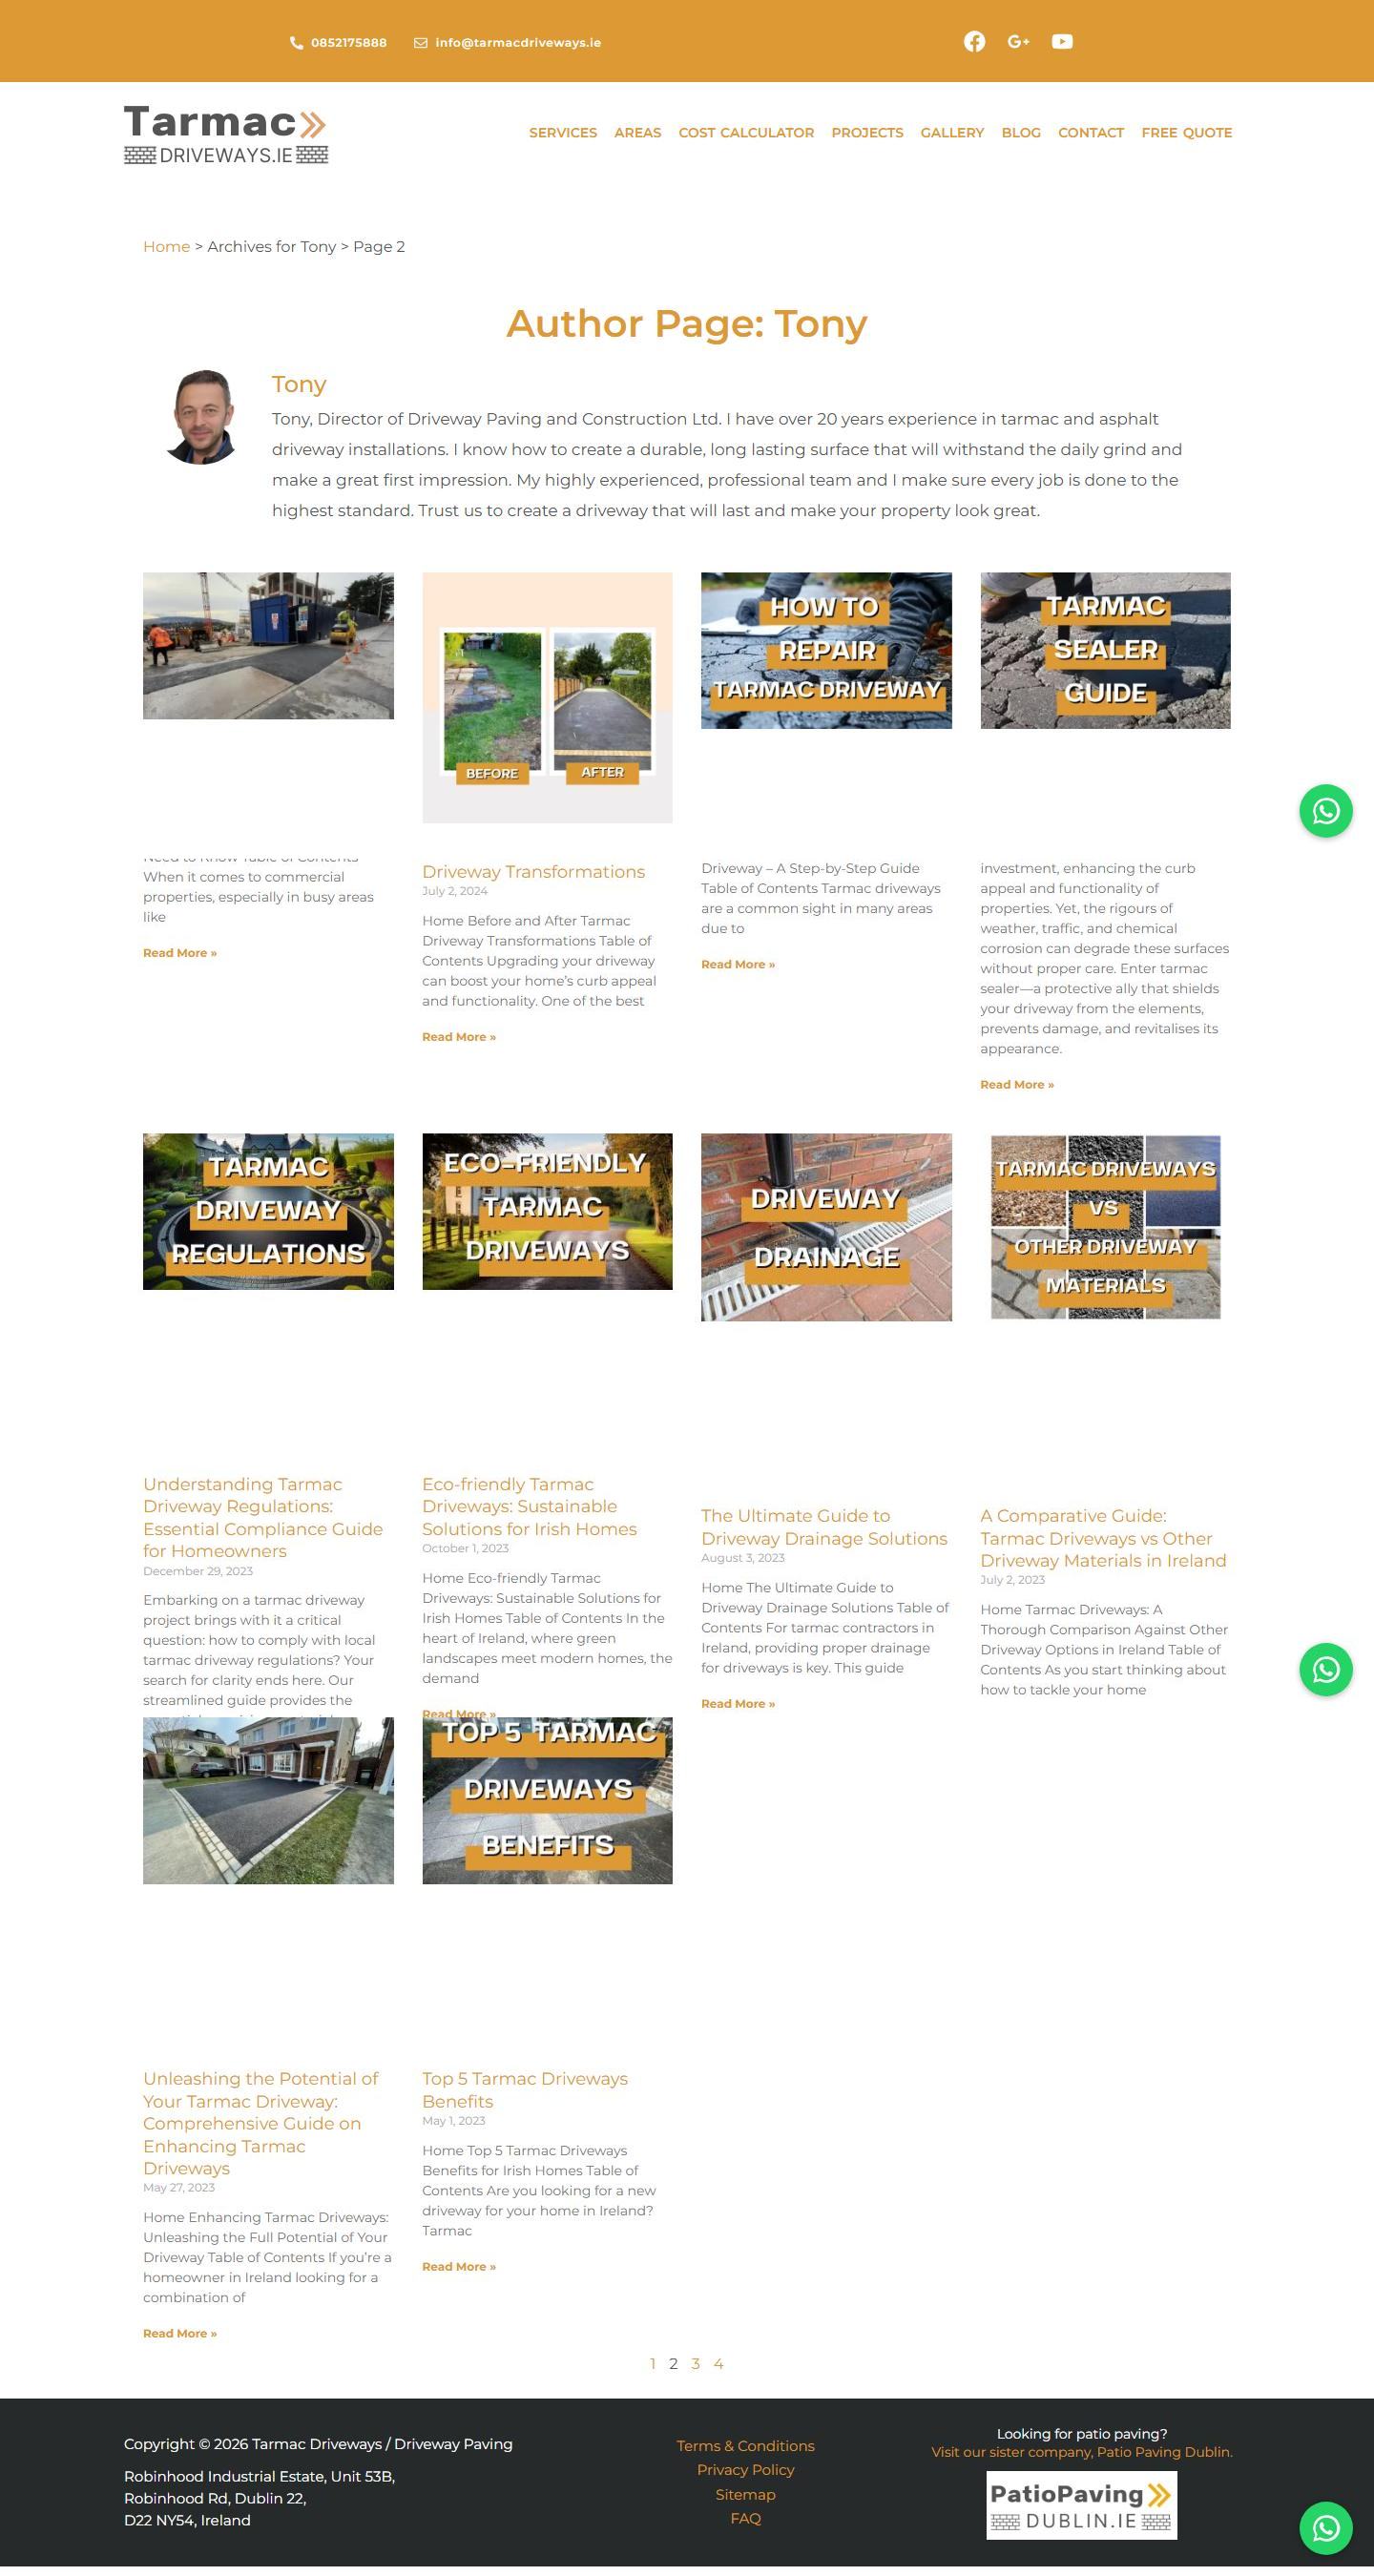 0852175888
info@tarmacdriveways.ie
Tarmac
DRIVEWAYS.IE
SERVICES AREAS COST CALCULATOR PROJECTS GALLERY BLOG CONTACT FREE QUOTE
Home > Archives for Tony > Page 2
Author Page: Tony
Tony
Tony, Director of Driveway Paving and Construction Ltd. I have over 20 years experience in tarmac and asphalt
driveway installations. I know how to create a durable, long lasting surface that will withstand the daily grind and
make a great first impression. My highly experienced, professional team and I make sure every job is done to the
highest standard. Trust us to create a driveway that will last and make your property look great.
BEFORE
AFTER
HOW TO
REPAIR
TARMAC DRIVEWAY
TARMAC
SEALER
GUIDE
Need to Know Table of Contents
When it comes to commercial
properties, especially in busy areas
like
Read More »
Driveway Transformations
July 2, 2024
Home Before and After Tarmac
Driveway Transformations Table of
Contents Upgrading your driveway
can boost your home's curb appeal
and functionality. One of the best
Read More »
Driveway – A Step-by-Step Guide
Table of Contents Tarmac driveways
are a common sight in many areas
due to
Read More »
investment, enhancing the curb
appeal and functionality of
properties. Yet, the rigours of
weather, traffic, and chemical
corrosion can degrade these surfaces
without proper care. Enter tarmac
sealer—a protective ally that shields
your driveway from the elements,
prevents damage, and revitalises its
appearance.
Read More »
TARMAC
DRIVEWAY
REGULATIONS
ECO-FRIENDLY
TARMAC
DRIVEWAYS
DRIVEWAY
DRAINAGE
TARMAC DRIVEWAYS
VS
OTHER DRIVEWAY
MATERIALS
Understanding Tarmac
Driveway Regulations:
Essential Compliance Guide
for Homeowners
December 29, 2023
Embarking on a tarmac driveway
project brings with it a critical
question: how to comply with local
tarmac driveway regulations? Your
search for clarity ends here. Our
streamlined guide provides the
Eco-friendly Tarmac
Driveways: Sustainable
Solutions for Irish Homes
October 1, 2023
Home Eco-friendly Tarmac
Driveways: Sustainable Solutions for
Irish Homes Table of Contents In the
heart of Ireland, where green
landscapes meet modern homes, the
demand
Read More »
The Ultimate Guide to
Driveway Drainage Solutions
August 3, 2023
Home The Ultimate Guide to
Driveway Drainage Solutions Table of
Contents For tarmac contractors in
Ireland, providing proper drainage
for driveways is key. This guide
Read More »
A Comparative Guide:
Tarmac Driveways vs Other
Driveway Materials in Ireland
July 2, 2023
Home Tarmac Driveways: A
Thorough Comparison Against Other
Driveway Options in Ireland Table of
Contents As you start thinking about
how to tackle your home
TOP 5 TARMAC
DRIVEWAYS
BENEFITS
Unleashing the Potential of
Your Tarmac Driveway:
Comprehensive Guide on
Enhancing Tarmac
Driveways
May 27, 2023
Home Enhancing Tarmac Driveways:
Unleashing the Full Potential of Your
Driveway Table of Contents If you're a
homeowner in Ireland looking for a
combination of
Read More »
Top 5 Tarmac Driveways
Benefits
May 1, 2023
Home Top 5 Tarmac Driveways
Benefits for Irish Homes Table of
Contents Are you looking for a new
driveway for your home in Ireland?
Tarmac
Read More »
1 2 3 4
Copyright © 2026 Tarmac Driveways / Driveway Paving
Robinhood Industrial Estate, Unit 53B,
Robinhood Rd, Dublin 22,
D22 NY54, Ireland
Terms & Conditions
Privacy Policy
Sitemap
FAQ
Looking for patio paving?
Visit our sister company, Patio Paving Dublin.
PatioPaving
DUBLIN.IE